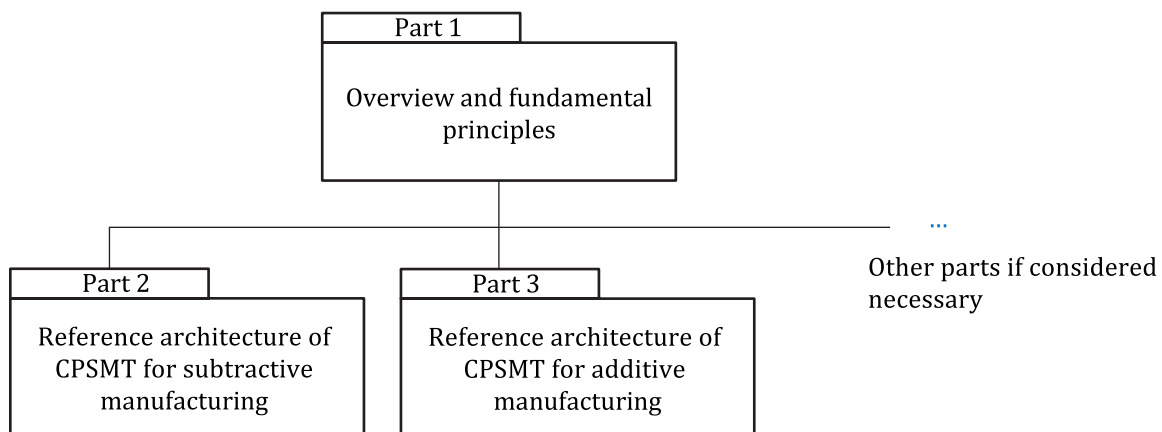 Part 1
Overview and fundamental
principles
...
Other parts if considered
necessary
Part 2
Reference architecture of
CPSMT for subtractive
manufacturing
Part 3
Reference architecture of
CPSMT for additive
manufacturing